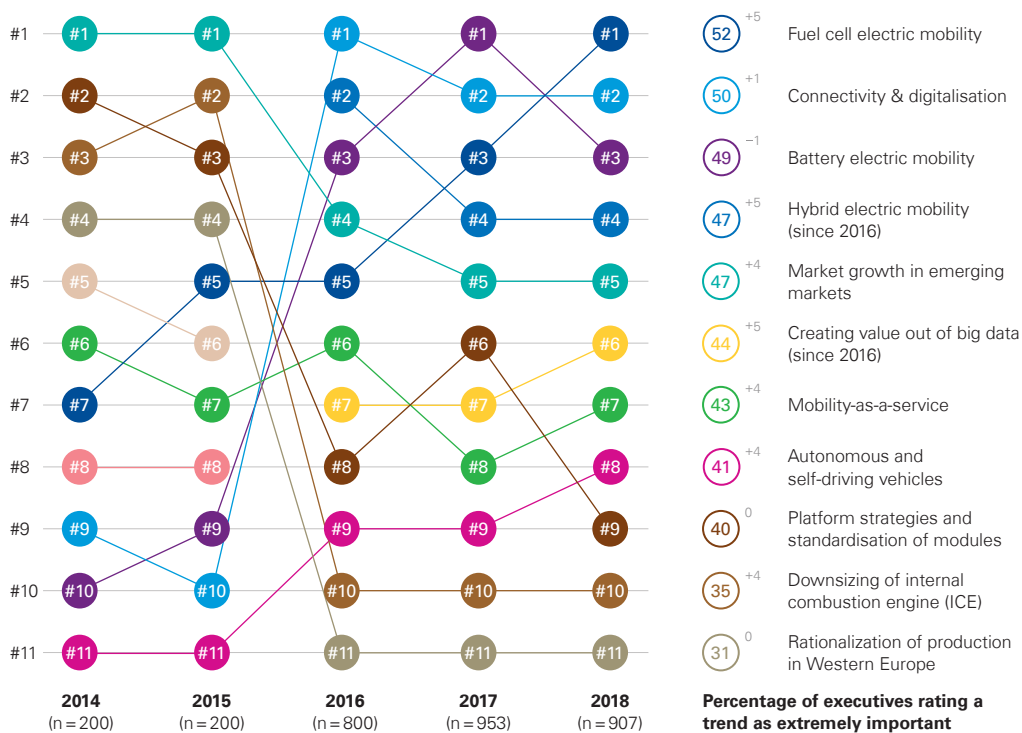 #1 #1 #1 #1 #1 #1 52 +5 Fuel cell electric mobility
#2 #2 #2 #2 #2 #2 50 +1 Connectivity & digitalisation
#3 #3 #3 #3 #3 #3 49 −1 Battery electric mobility
#4 #4 #4 #4 #4 #4 47 +5 Hybrid electric mobility
(since 2016)
#5 #5 #5 #5 #5 #5 47 +4 Market growth in emerging
markets
#6 #6 #6 #6 #6 #6 44 +5 Creating value out of big data
(since 2016)
#7 #7 #7 #7 #7 #7 43 +4 Mobility-as-a-service
#8 #8 #8 #8 #8 #8 41 +4 Autonomous and
self-driving vehicles
#9 #9 #9 #9 #9 #9 40 0 Platform strategies and
standardisation of modules
#10 #10 #10 #10 #10 #10 35 +4 Downsizing of internal
combustion engine (ICE)
#11 #11 #11 #11 #11 #11 31 0 Rationalization of production
in Western Europe
2014 2015 2016 2017 2018
(n = 200) (n = 200) (n = 800) (n = 953) (n = 907)
Percentage of executives rating a
trend as extremely important